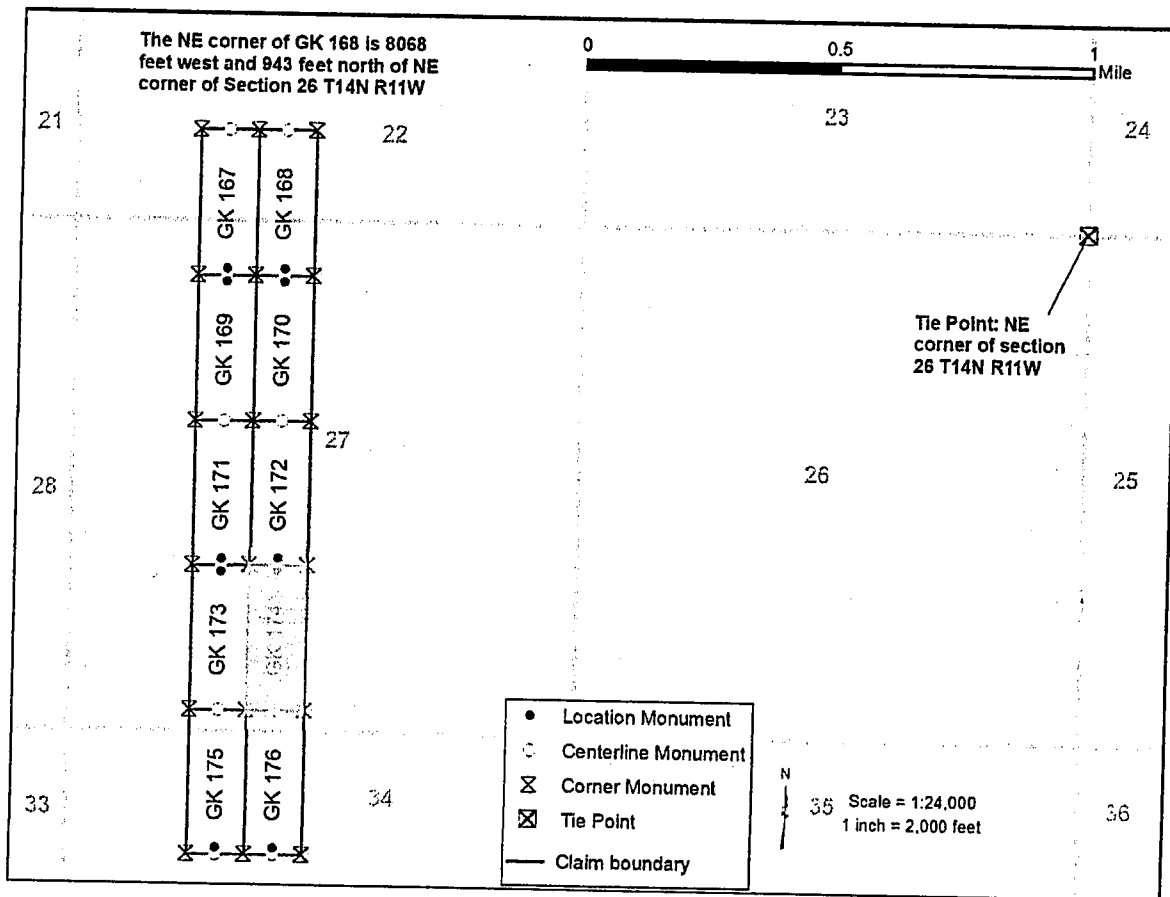 The NE corner of GK 168 is 8068
feet west and 943 feet north of NE
corner of Section 26 T14N R11W
0 0.5 1
Mile
21
22
23
24
GK 167
GK 168
GK 169
GK 170
Tie Point: NE
corner of section
26 T14N R11W
27
28
26
25
GK 171
GK 172
GK 173
GK 174
GK 175
GK 176
33
34
Location Monument
Centerline Monument
Corner Monument
Tie Point
Claim boundary
N
35
Scale = 1:24,000
1 inch = 2,000 feet
36